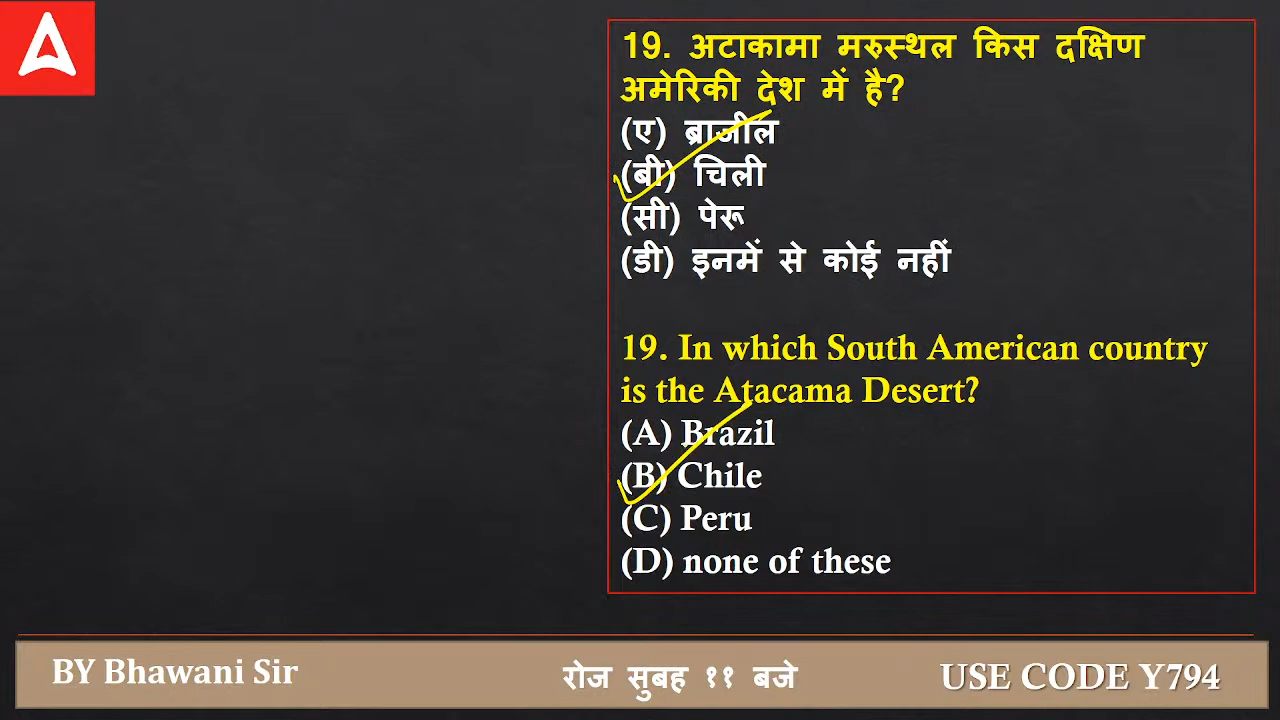 19. अटाकामा मरुस्थल किस दक्षिण
अमेरिकी देश में है?
(ए) ब्राजील
(बी) चिली
(सी) पेरू
(डी) इनमें से कोई नहीं
19. In which South American country
is the Atacama Desert?
(A) Brazil
(B) Chile
(C) Peru
(D) none of these
BY Bhawani Sir
रोज सुबह ११ बजे
USE CODE Y794